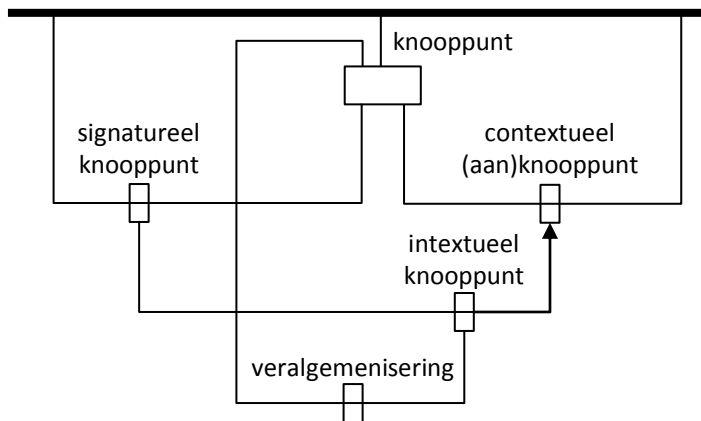 knooppunt
signatureel
knooppunt
contextueel
(aan)knooppunt
intextueel
knooppunt
veralgemenisering